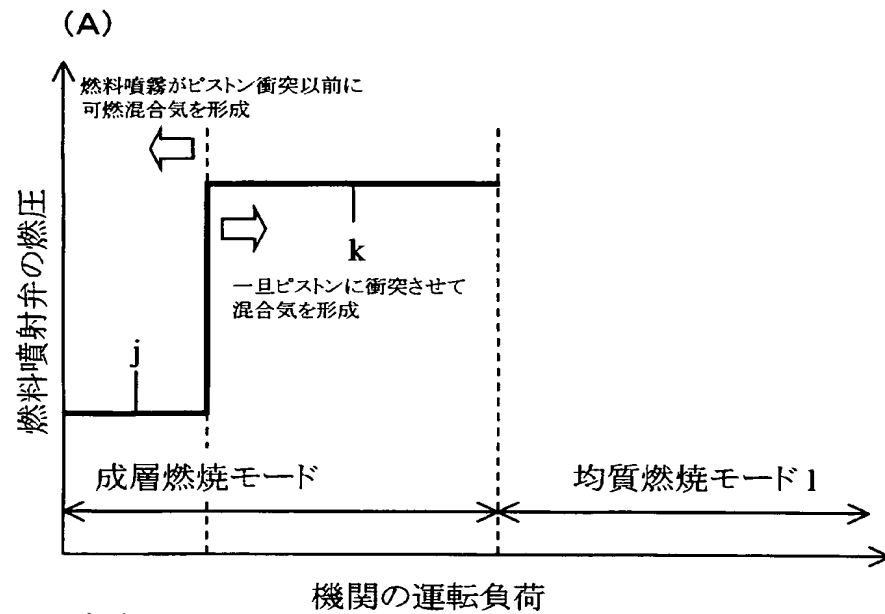 (A)
燃料噴霧がピストン衝突以前に
可燃混合気を形成
k
一旦ピストンに衝突させて
混合気を形成
j
燃料噴射弁の燃圧
成層燃焼モード
均質燃焼モード l
機関の運転負荷